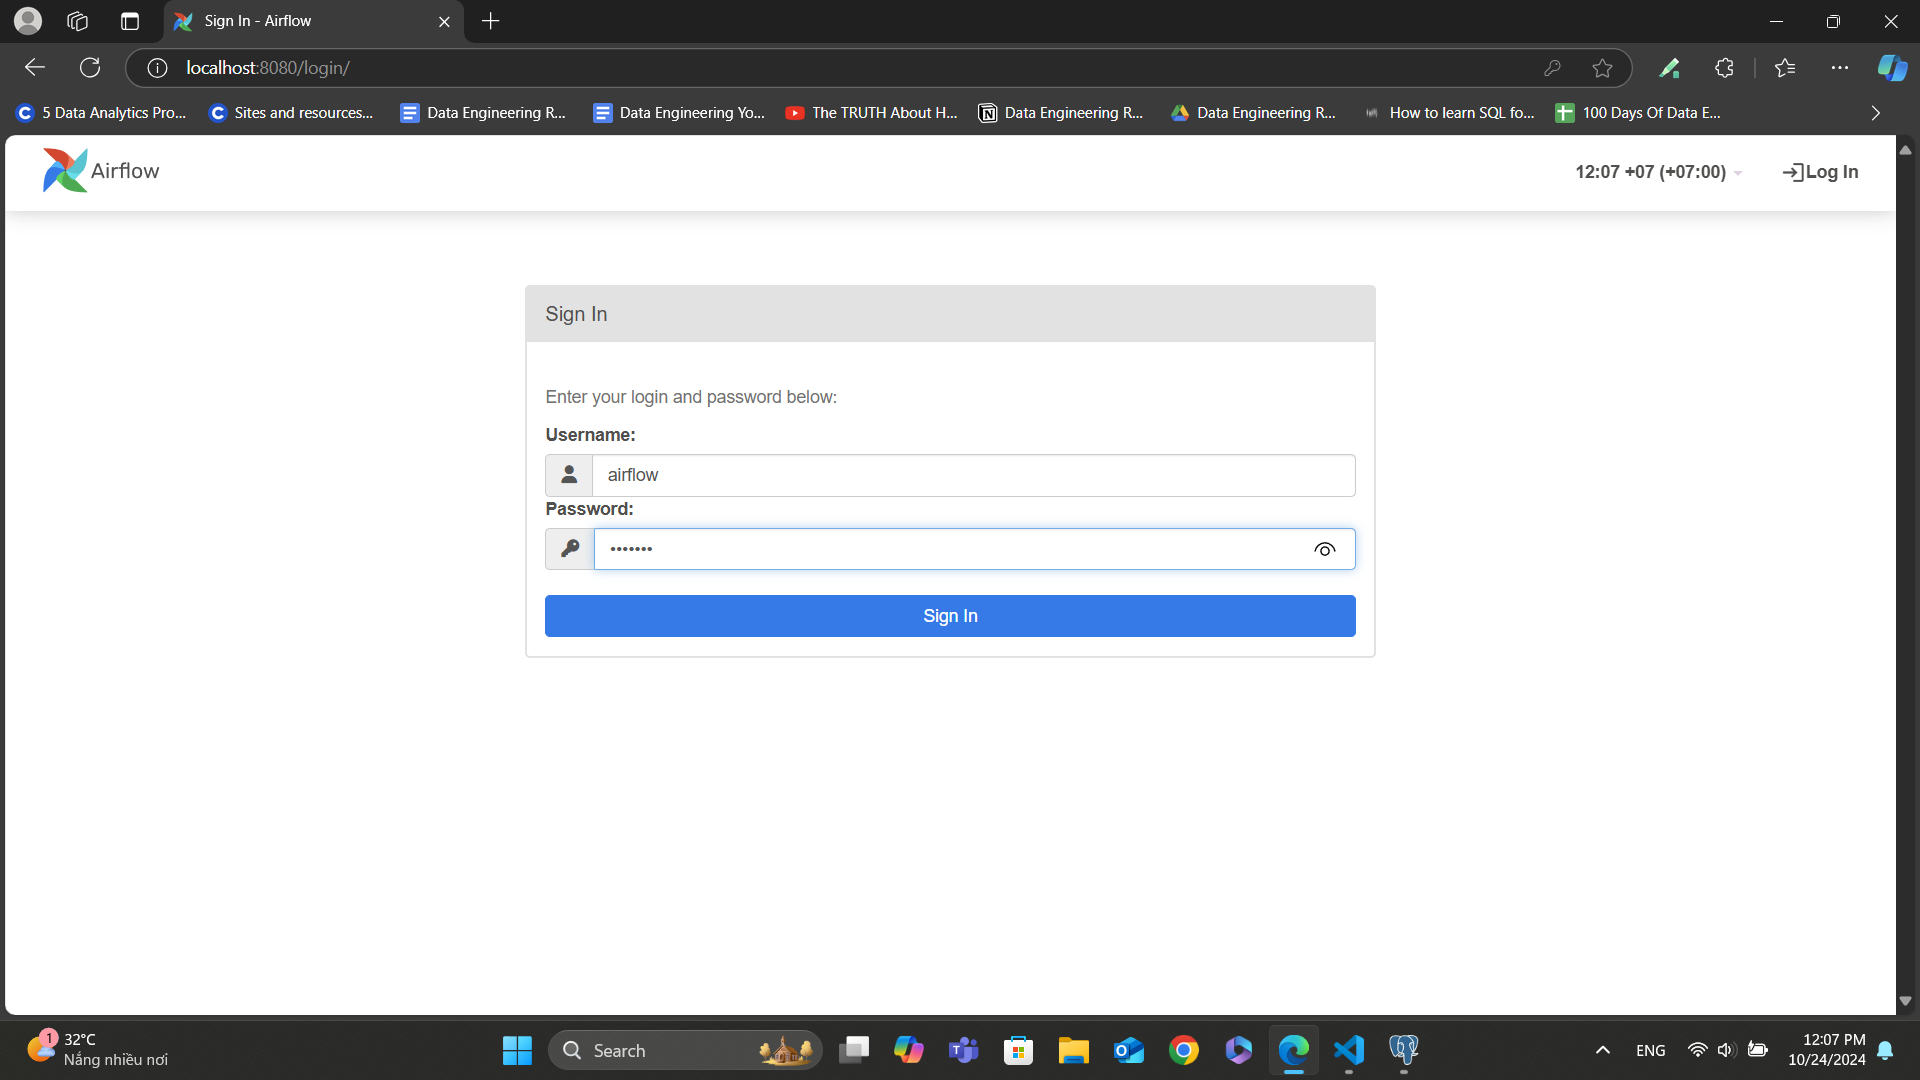 Sign In - Airflow
localhost:8080/login/
5 Data Analytics Pro...
Sites and resources...
Data Engineering R...
Data Engineering Yo...
The TRUTH About H...
Data Engineering R...
Data Engineering R...
How to learn SQL fo...
100 Days Of Data E...
Airflow
12:07 +07 (+07:00)
Log In
Sign In
Enter your login and password below:
Username:
airflow
Password:
•••••••
Sign In
1
32°C
Nắng nhiều nơi
Search
ENG
12:07 PM
10/24/2024